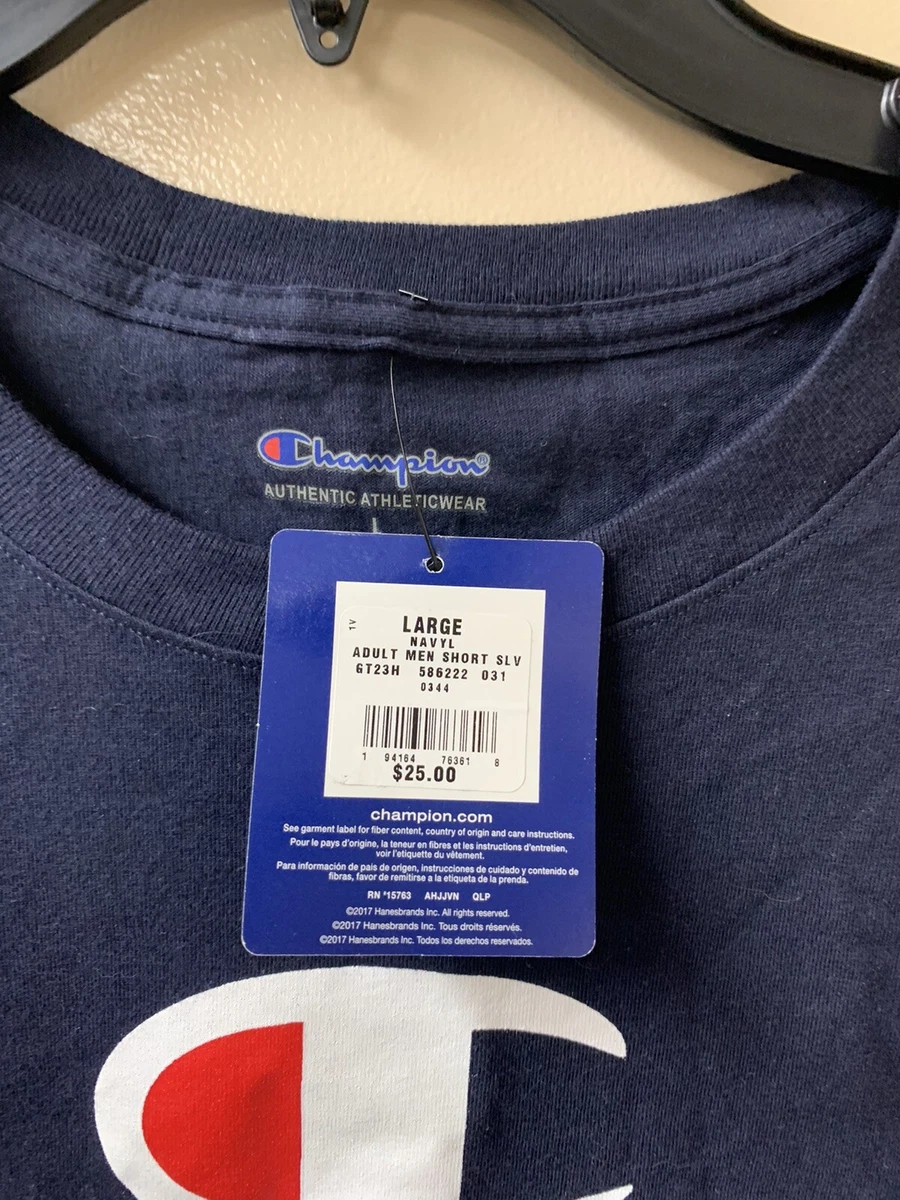 Champion®
AUTHENTIC ATHLETICWEAR
L
1V
LARGE
NAVYL
ADULT MEN SHORT SLV
GT23H 586222 031
0344
1 94164 76361 8
$25.00
champion.com
See garment label for fiber content, country of origin and care instructions.
Pour le pays d'origine, la teneur en fibres et les instructions d'entretien,
voir l'etiquette du vêtement.
Para información de pais de origen, instrucciones de cuidado y contenido de
fibras, favor de remitirse a la etiqueta de la prenda.
RN *15763 AHJJVN QLP
©2017 Hanesbrands Inc. All rights reserved.
©2017 Hanesbrands Inc. Tous droits réservés.
©2017 Hanesbrands Inc. Todos los derechos reservados.